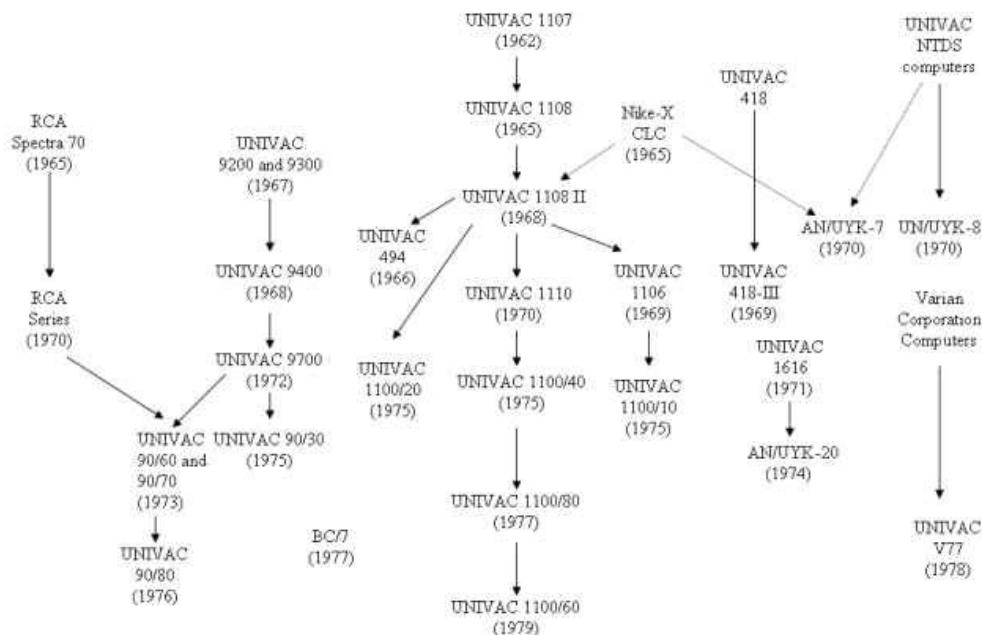 UNIVAC 1107
(1962)
UNIVAC
NTDS
computers
UNIVAC
418
UNIVAC 1108
(1965)
Nike-X
CLC
(1965)
RCA
Spectra 70
(1965)
UNIVAC
9200 and 9300
(1967)
UNIVAC 1108 II
(1968)
AN/UYK-7
(1970)
UN/UYK-8
(1970)
UNIVAC
494
(1966)
UNIVAC 9400
(1968)
UNIVAC 1110
(1970)
UNIVAC
1106
(1969)
UNIVAC
418-III
(1969)
RCA
Series
(1970)
Varian
Corporation
Computers
UNIVAC 9700
(1972)
UNIVAC
1100/20
(1975)
UNIVAC 1100/40
(1975)
UNIVAC
1100/10
(1975)
UNIVAC
1616
(1971)
UNIVAC
90/60 and
90/70
(1973)
UNIVAC 90/30
(1975)
AN/UYK-20
(1974)
UNIVAC 1100/80
(1977)
UNIVAC
90/80
(1976)
BC/7
(1977)
UNIVAC
V77
(1978)
UNIVAC 1100/60
(1979)